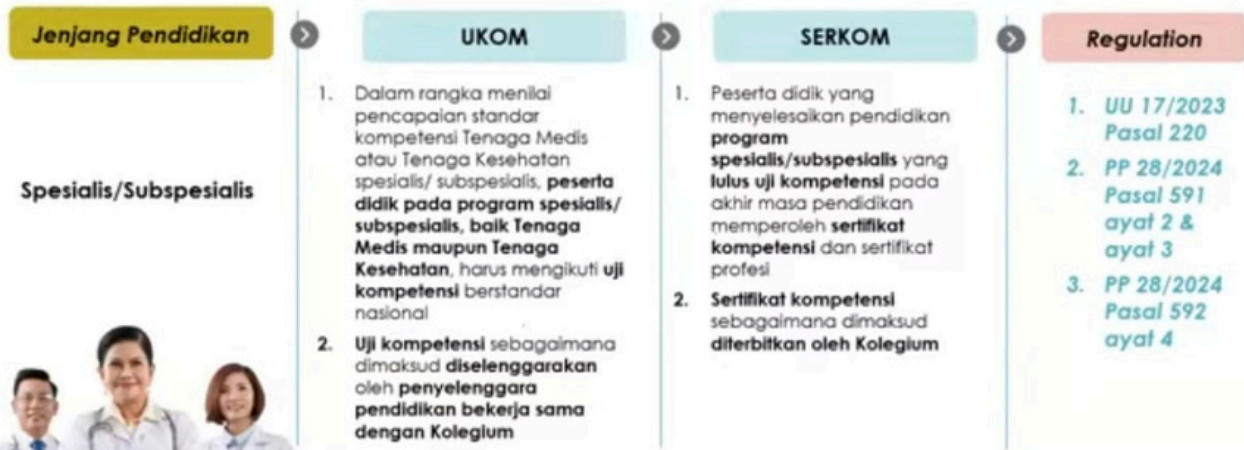 Jenjang Pendidikan
UKOM
SERKOM
Regulation
Spesialis/Subspesialis
1. Dalam rangka menilai
pencapaian standar
kompetensi Tenaga Medis
atau Tenaga Kesehatan
spesialis/ subspesialis, peserta
didik pada program spesialis/
subspesialis, baik Tenaga
Medis maupun Tenaga
Kesehatan, harus mengikuti uji
kompetensi berstandar
nasional
2. Uji kompetensi sebagaimana
dimaksud diselenggarakan
oleh penyelenggara
pendidikan bekerja sama
dengan Kolegium
1. Peserta didik yang
menyelesaikan pendidikan
program
spesialis/subspesialis yang
lulus uji kompetensi pada
akhir masa pendidikan
memperoleh sertifikat
kompetensi dan sertifikat
profesi
2. Sertifikat kompetensi
sebagaimana dimaksud
diterbitkan oleh Kolegium
1. UU 17/2023
Pasal 220
2. PP 28/2024
Pasal 591
ayat 2 &
ayat 3
3. PP 28/2024
Pasal 592
ayat 4